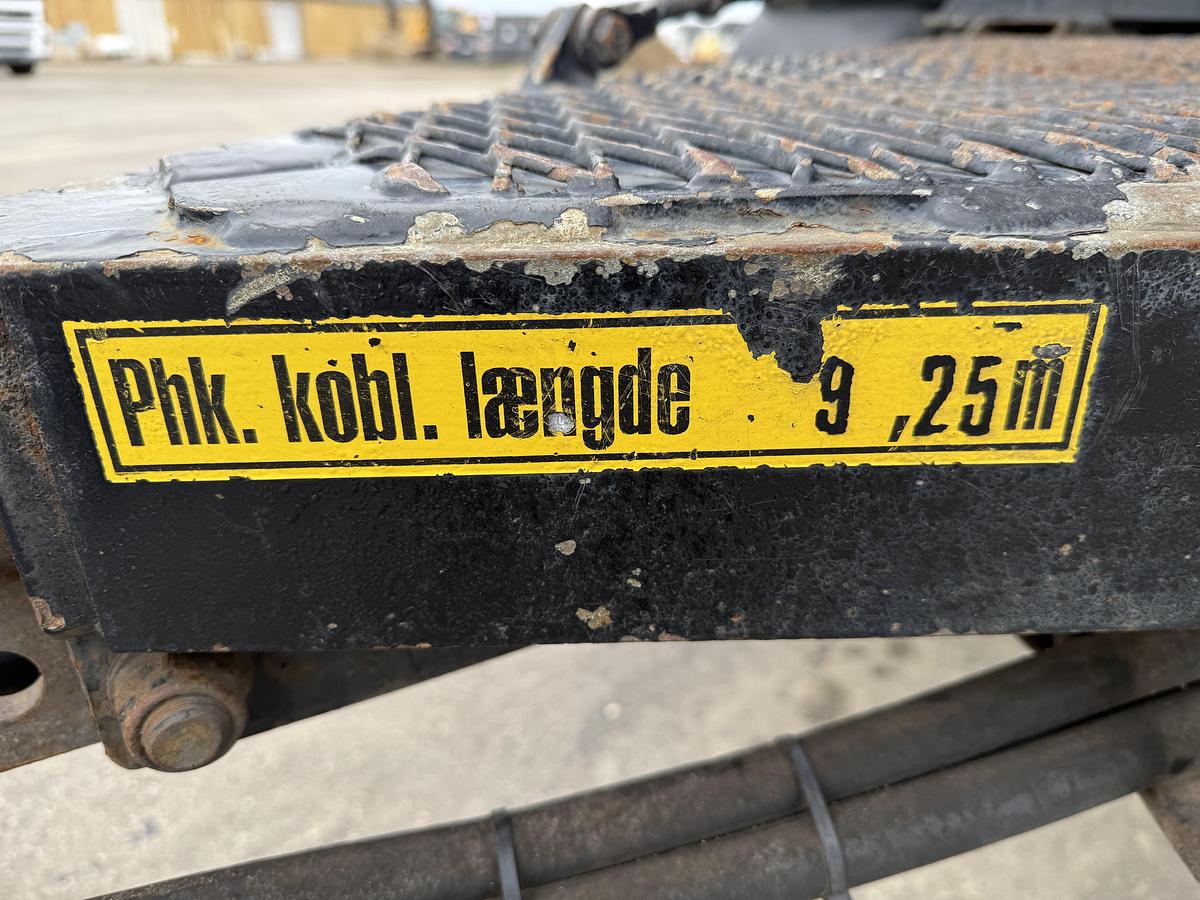 Phk. kobl. længde 9,25m